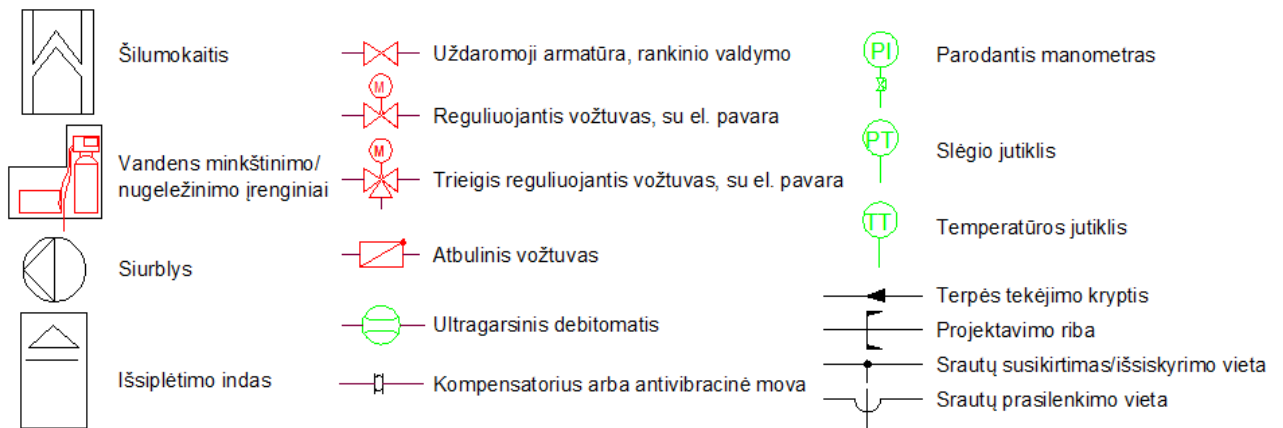 Šilumokaitis
Vandens minkštinimo/
nugeležinimo įrenginiai
Siurblys
Išsiplėtimo indas
Uždaromoji armatūra, rankinio valdymo
M
Reguliuojantis vožtuvas, su el. pavara
M
Trieigis reguliuojantis vožtuvas, su el. pavara
Atbulinis vožtuvas
Ultragarsinis debitomatis
Kompensatorius arba antivibracinė mova
PI
Parodantis manometras
PT
Slėgio jutiklis
TT
Temperatūros jutiklis
Terpės tekėjimo kryptis
Projektavimo riba
Srautų susikirtimas/išsiskyrimo vieta
Srautų prasilenkimo vieta